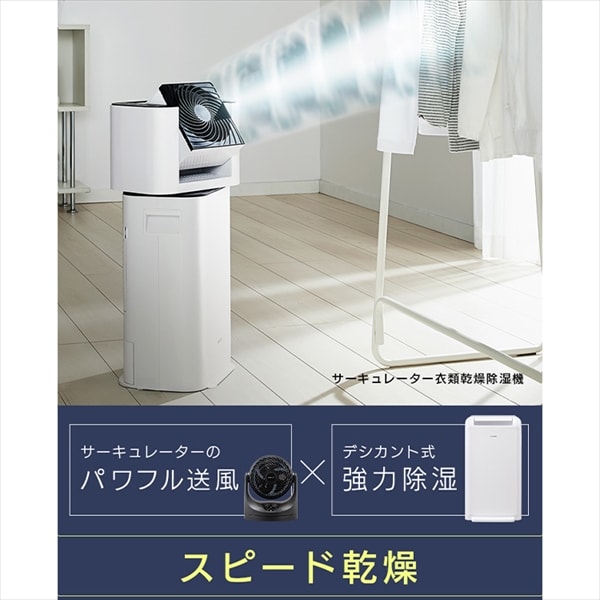 サーキュレーター衣類乾燥除湿機
サーキュレーターの
パワフル送風
×
デシカント式
強力除湿
スピード乾燥